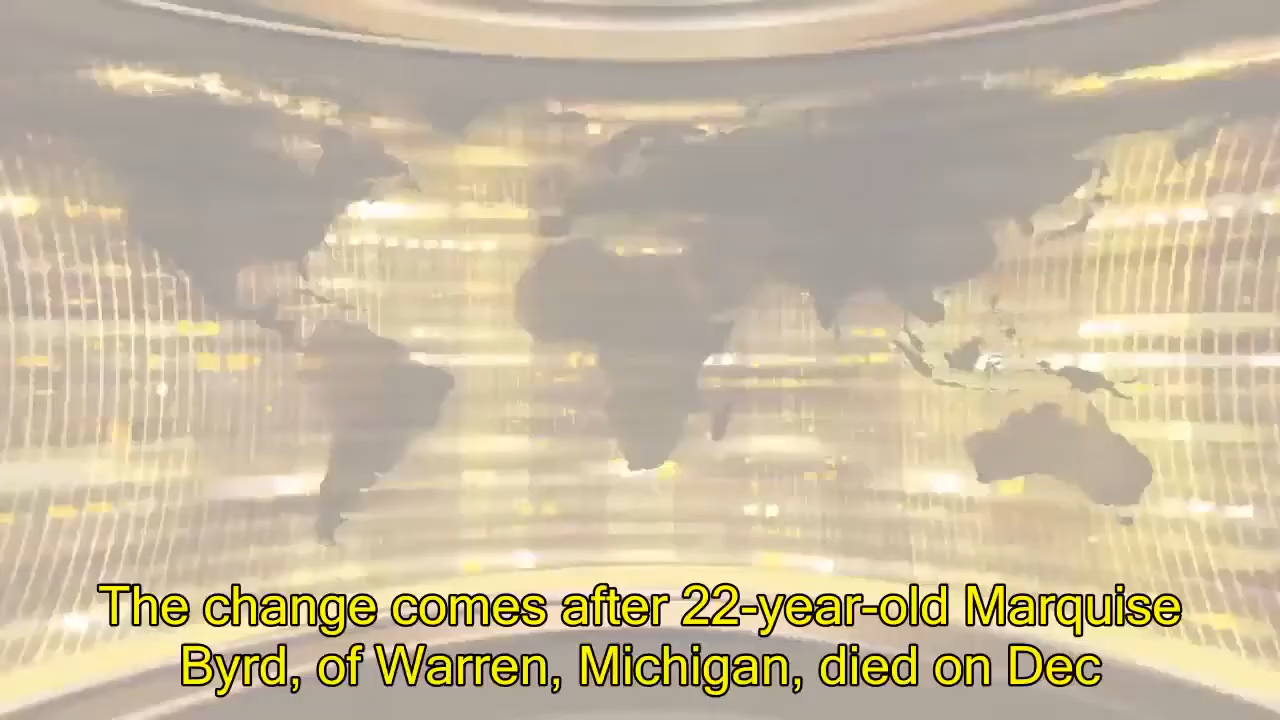 The change comes after 22-year-old Marquise
Byrd, of Warren, Michigan, died on Dec